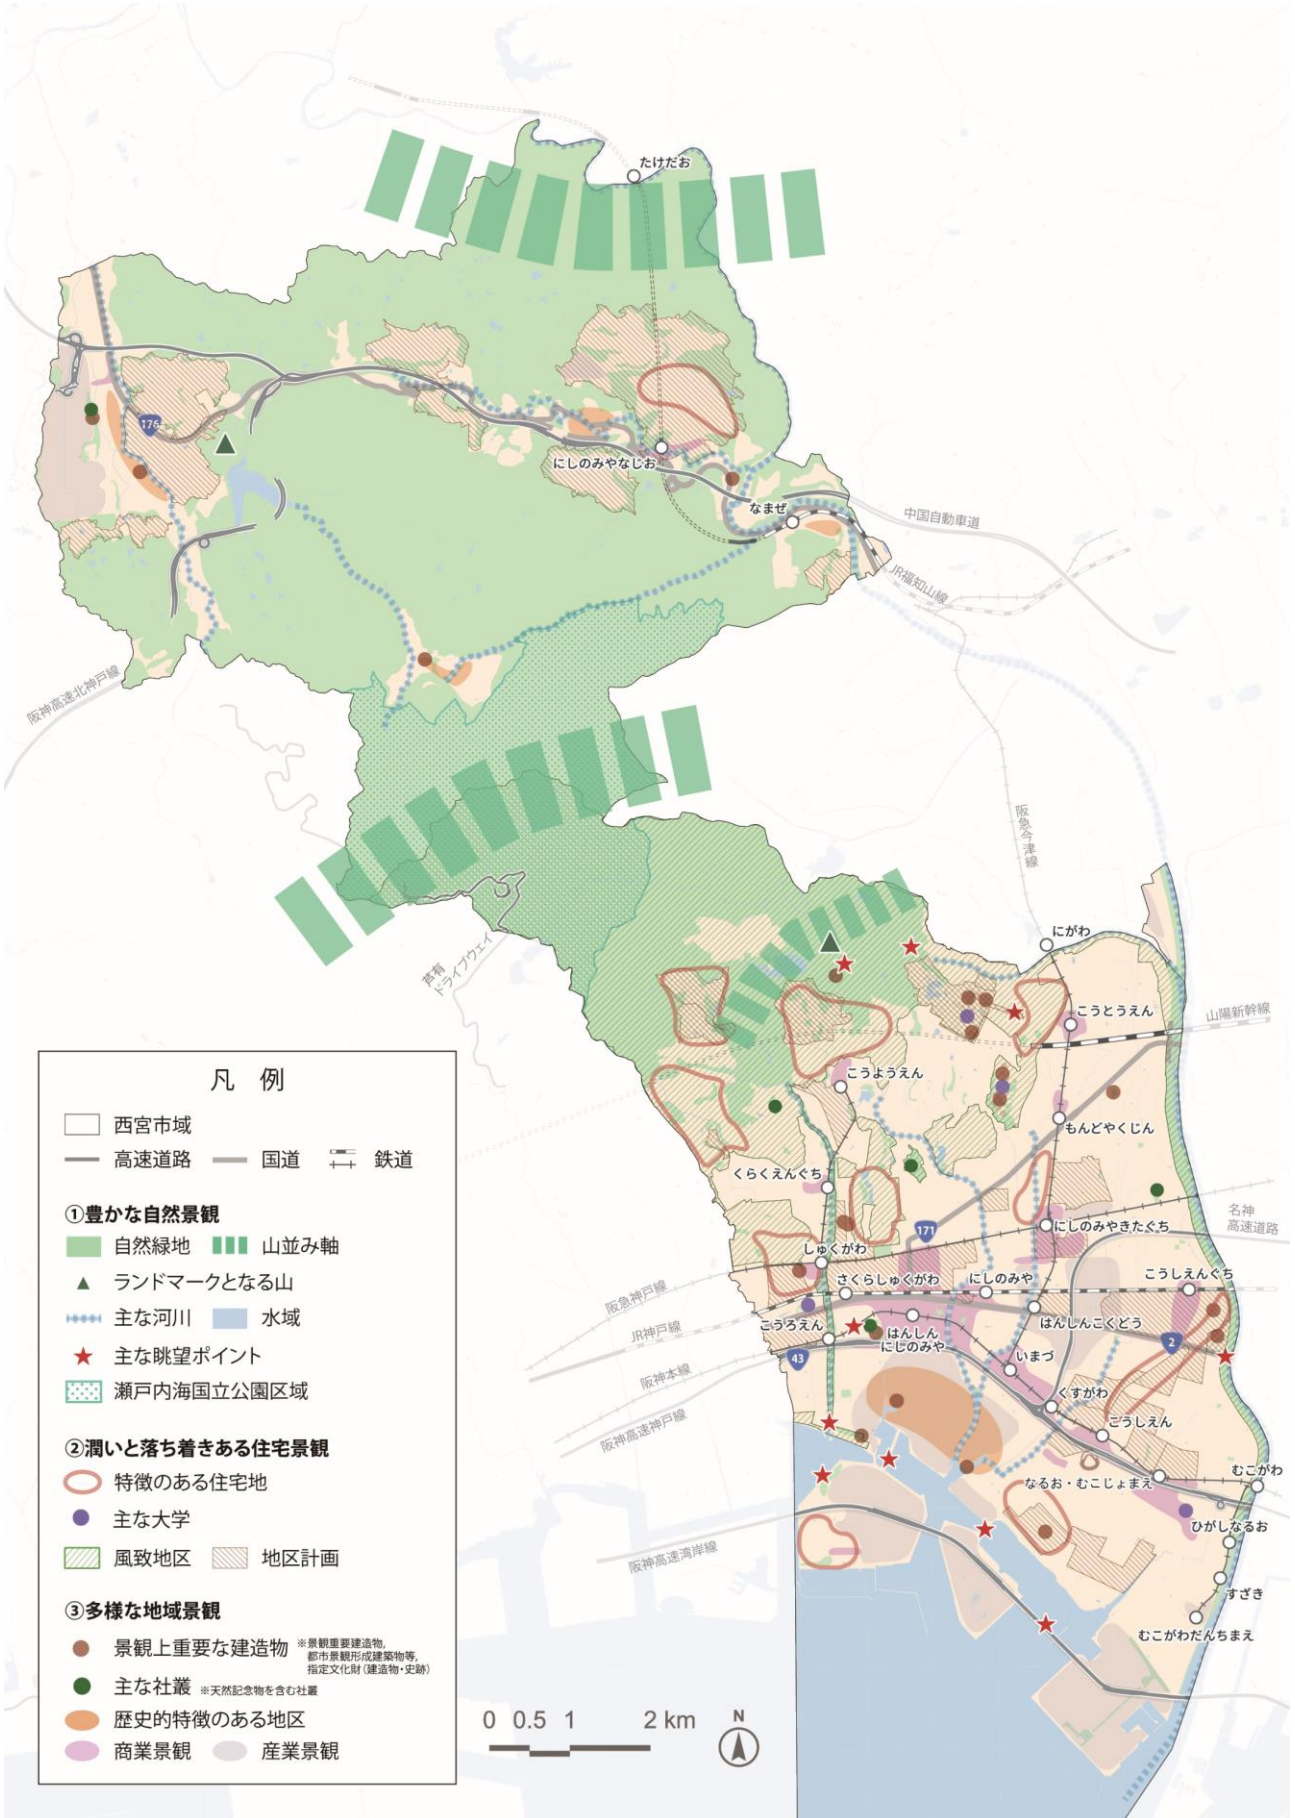 たけだお
176
にしのみやなじお
なまぜ
中国自動車道
JR福知山線
阪神高速北神戸線
阪急今津線
芦有
ドライブウェイ
にがわ
こうとうえん
山陽新幹線
こうようえん
もんどやくじん
くらくえんぐち
171
にしのみやきたぐち
名神
高速道路
しゅくがわ
さくらしゅくがわ
にしのみや
こうしえんぐち
阪急神戸線
JR神戸線
こうろえん
はんしん
にしのみや
はんしんこくどう
2
43
いまづ
阪神本線
くすがわ
阪神高速神戸線
こうしえん
なるお・むこじょまえ
むこがわ
ひがしなるお
阪神高速湾岸線
すざき
むこがわだんちまえ
凡 例
西宮市域
高速道路 国道 鉄道
①豊かな自然景観
自然緑地 山並み軸
ランドマークとなる山
主な河川 水域
主な眺望ポイント
瀬戸内海国立公園区域
②潤いと落ち着きある住宅景観
特徴のある住宅地
主な大学
風致地区 地区計画
③多様な地域景観
景観上重要な建造物 ※景観重要建造物,
都市景観形成建築物等,
指定文化財(建造物・史跡)
主な社叢 ※天然記念物を含む社叢
歴史的特徴のある地区
商業景観 産業景観
0 0.5 1 2 km
N